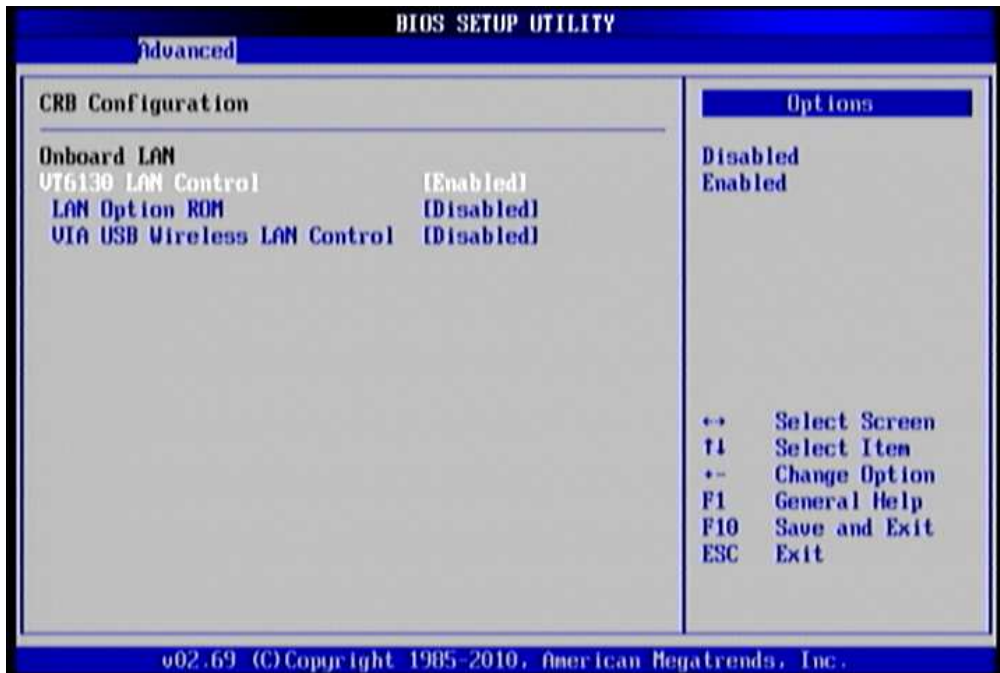 BIOS SETUP UTILITY
Advanced
CRB Configuration
Onboard LAN
VT6130 LAN Control [Enabled]
LAN Option ROM [Disabled]
VIA USB Wireless LAN Control [Disabled]
Options
Disabled
Enabled
←→ Select Screen
↑↓ Select Item
+- Change Option
F1 General Help
F10 Save and Exit
ESC Exit
v02.69 (C)Copyright 1985-2010, American Megatrends, Inc.